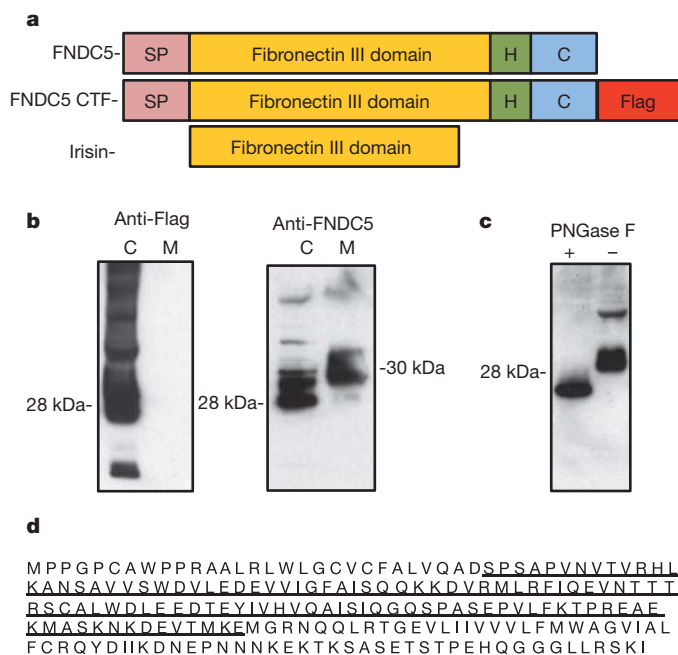 a
FNDC5- SP Fibronectin III domain H C
FNDC5 CTF- SP Fibronectin III domain H C Flag
Irisin- Fibronectin III domain
b
Anti-Flag
C M
28 kDa-
Anti-FNDC5
C M
-30 kDa
28 kDa-
c
PNGase F
+ –
28 kDa-
d
MPPGPCAWPPRAALRLWLGCVCFALVQADSPSAPVNVTVRHL
KANSAVVSWDVLEDEVVIGFAISQQKKDVRMLRFIQEVNTTT
RSCALWDLEEDTEYIVHVQAISIQGQSPASEPVLFKTPREAE
KMASKNKDEVTMKEMGRNQQLRTGEVLIIVVVLFMWAGVIAL
FCRQYDIIKDNEPNNNKEKTKSASETSTPEHQGGGLLRSKI